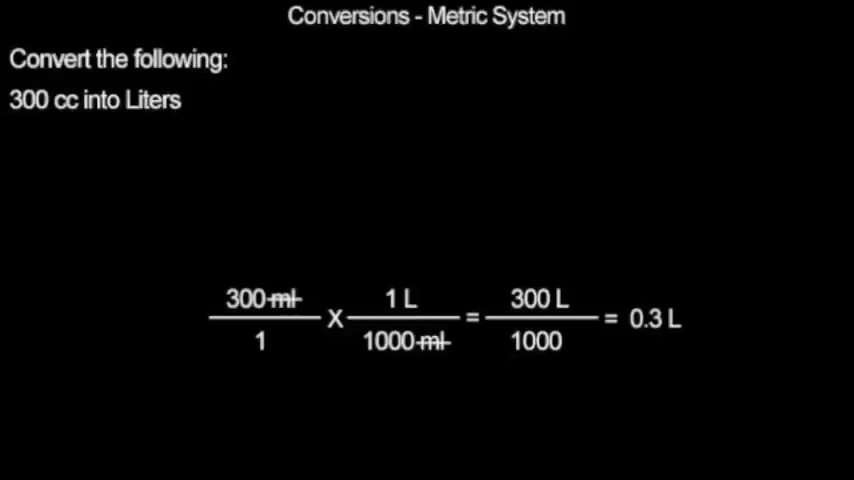 Conversions - Metric System
Convert the following:
300 cc into Liters
300 ml 1 L 300 L
X = = 0.3 L
1 1000 ml 1000